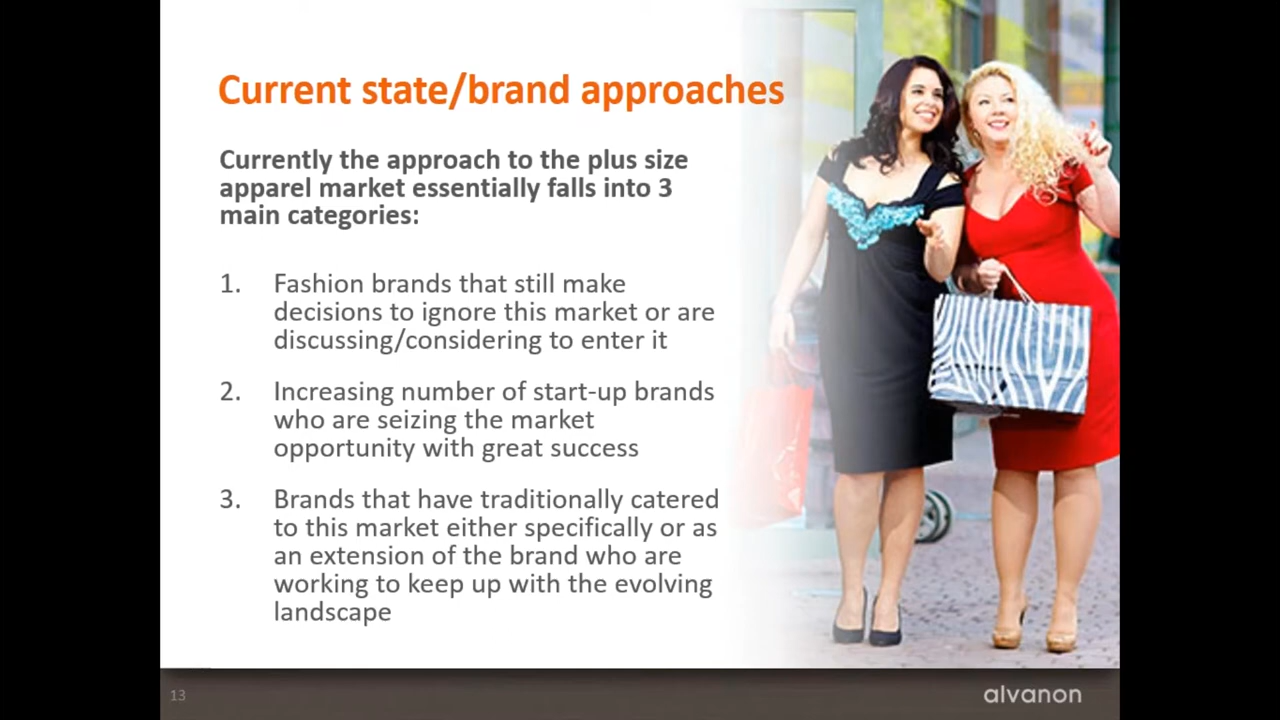 Current state/brand approaches
Currently the approach to the plus size
apparel market essentially falls into 3
main categories:
1. Fashion brands that still make
decisions to ignore this market or are
discussing/considering to enter it
2. Increasing number of start-up brands
who are seizing the market
opportunity with great success
3. Brands that have traditionally catered
to this market either specifically or as
an extension of the brand who are
working to keep up with the evolving
landscape
13
alvanon